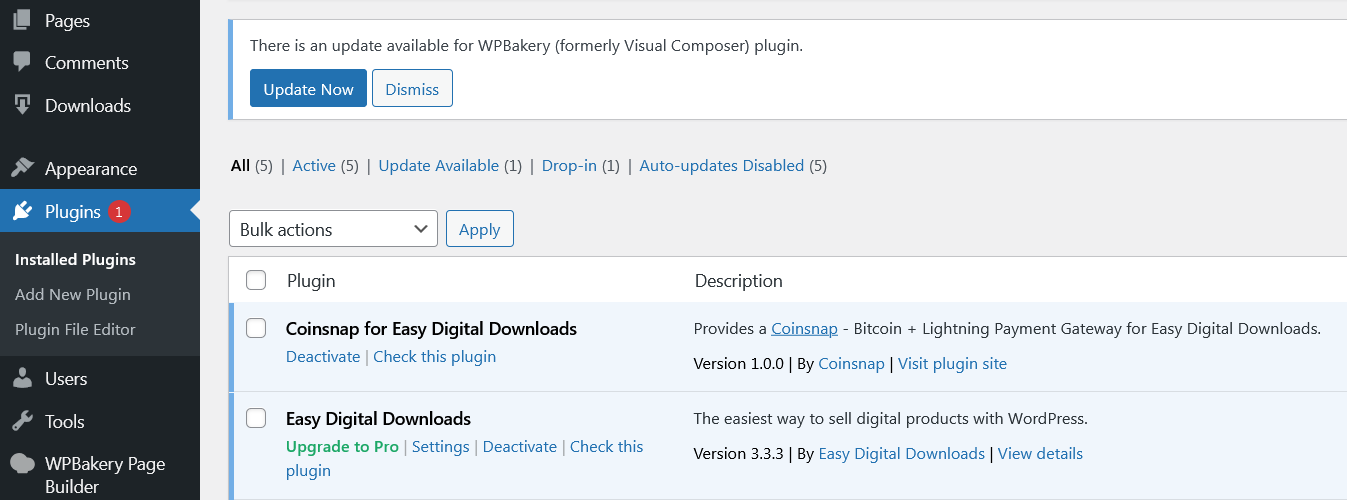 Pages
Comments
Downloads
Appearance
Plugins 1
Installed Plugins
Add New Plugin
Plugin File Editor
Users
Tools
WPBakery Page
Builder
There is an update available for WPBakery (formerly Visual Composer) plugin.
Update Now Dismiss
All (5) | Active (5) | Update Available (1) | Drop-in (1) | Auto-updates Disabled (5)
Bulk actions Apply
Plugin Description
Coinsnap for Easy Digital Downloads
Deactivate | Check this plugin
Provides a Coinsnap - Bitcoin + Lightning Payment Gateway for Easy Digital Downloads.
Version 1.0.0 | By Coinsnap | Visit plugin site
Easy Digital Downloads
Upgrade to Pro | Settings | Deactivate | Check this
plugin
The easiest way to sell digital products with WordPress.
Version 3.3.3 | By Easy Digital Downloads | View details